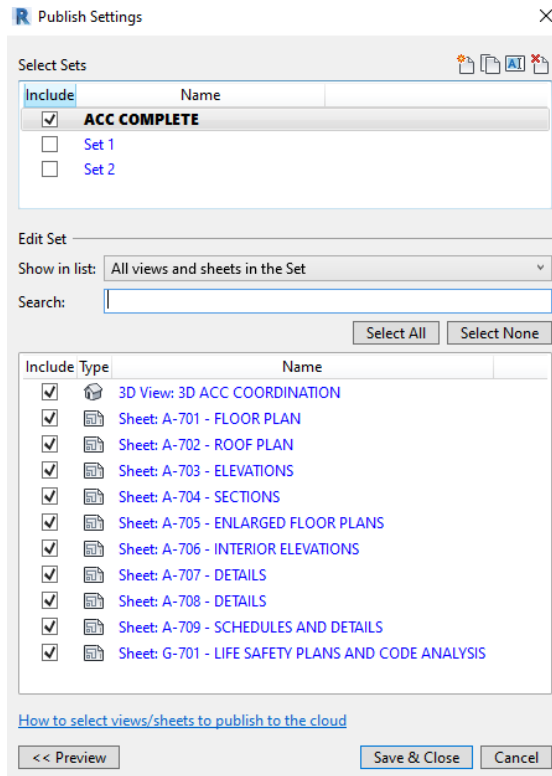 Publish Settings
Select Sets
Include Name
ACC COMPLETE
Set 1
Set 2
Edit Set
Show in list: All views and sheets in the Set
Search:
Select All Select None
Include Type Name
3D View: 3D ACC COORDINATION
Sheet: A-701 - FLOOR PLAN
Sheet: A-702 - ROOF PLAN
Sheet: A-703 - ELEVATIONS
Sheet: A-704 - SECTIONS
Sheet: A-705 - ENLARGED FLOOR PLANS
Sheet: A-706 - INTERIOR ELEVATIONS
Sheet: A-707 - DETAILS
Sheet: A-708 - DETAILS
Sheet: A-709 - SCHEDULES AND DETAILS
Sheet: G-701 - LIFE SAFETY PLANS AND CODE ANALYSIS
How to select views/sheets to publish to the cloud
<< Preview Save & Close Cancel